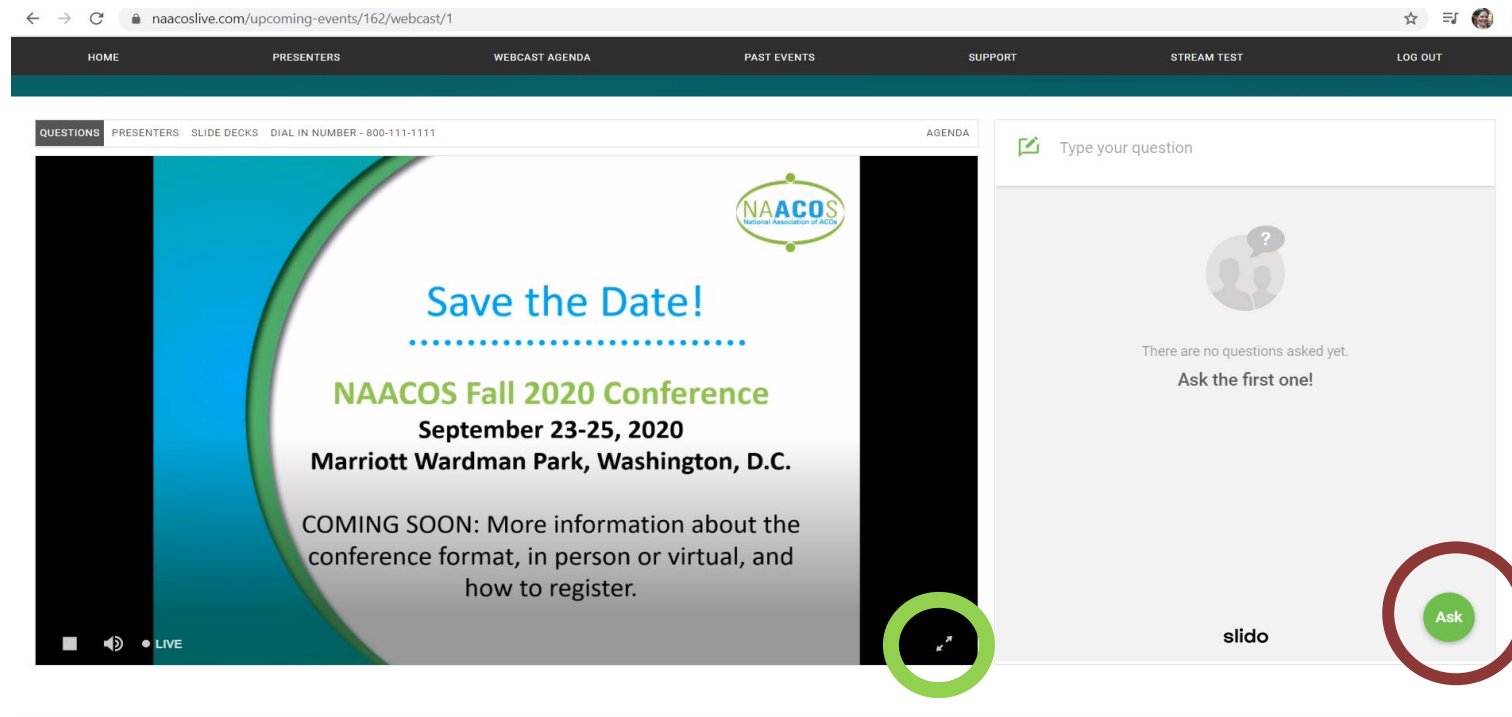 naacoslive.com/upcoming-events/162/webcast/1
HOME PRESENTERS WEBCAST AGENDA PAST EVENTS SUPPORT STREAM TEST LOG OUT
QUESTIONS PRESENTERS SLIDE DECKS DIAL IN NUMBER - 800-111-1111 AGENDA
NAACOS
National Association of ACOs
Save the Date!
NAACOS Fall 2020 Conference
September 23-25, 2020
Marriott Wardman Park, Washington, D.C.
COMING SOON: More information about the
conference format, in person or virtual, and
how to register.
LIVE
Type your question
?
There are no questions asked yet.
Ask the first one!
Ask
slido